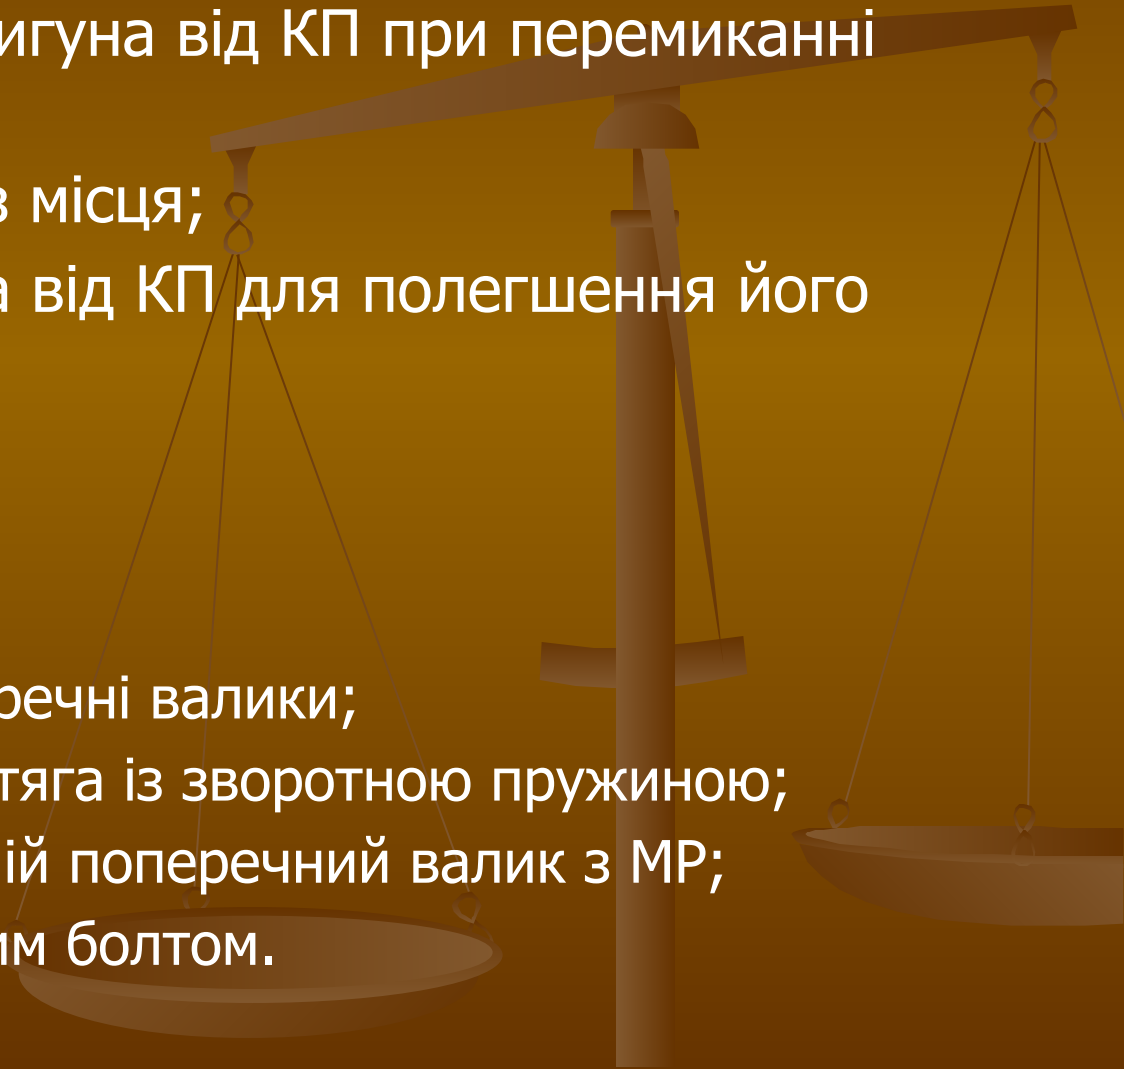 игуна від КП при перемиканні
з місця;
а від КП для полегшення його
речні валики;
тяга із зворотною пружиною;
ій поперечний валик з МР;
им болтом.